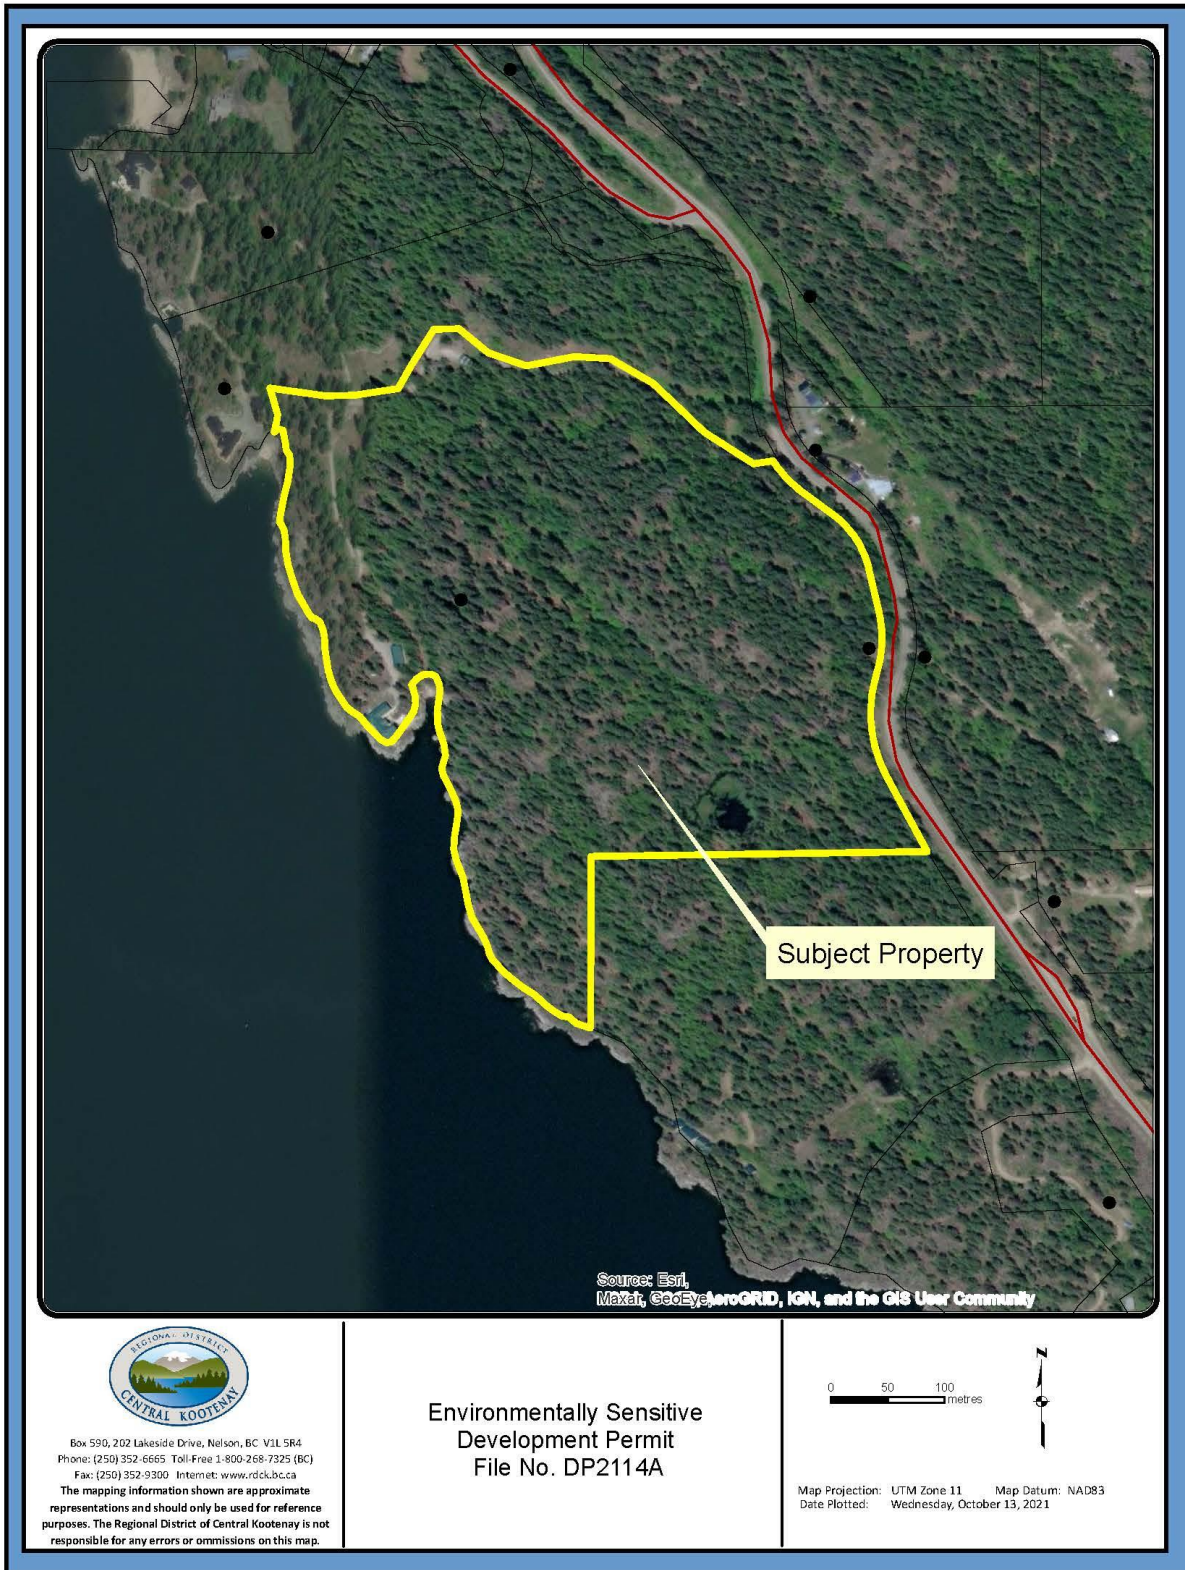 Subject Property
Source: Esri,
Maxar, GeoEye, AeroGRID, IGN, and the GIS User Community
REGIONAL DISTRICT
CENTRAL KOOTENAY
Box 590, 202 Lakeside Drive, Nelson, BC V1L 5R4
Phone: (250) 352-6665 Toll-Free 1-800-268-7325 (BC)
Fax: (250) 352-9300 Internet: www.rdck.bc.ca
The mapping information shown are approximate
representations and should only be used for reference
purposes. The Regional District of Central Kootenay is not
responsible for any errors or ommissions on this map.
Environmentally Sensitive
Development Permit
File No. DP2114A
0 50 100
metres
N
Map Projection: UTM Zone 11 Map Datum: NAD83
Date Plotted: Wednesday, October 13, 2021